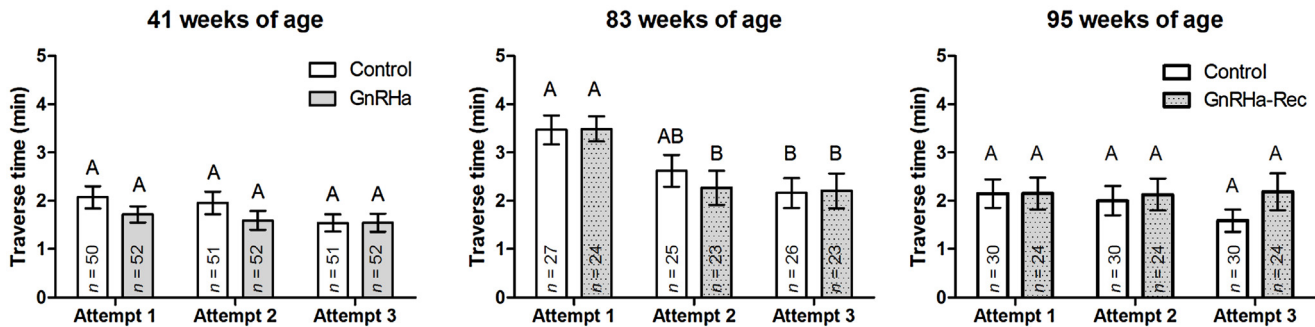 41 weeks of age
Traverse time (min)
5
4
3
2
1
0
Control
GnRHa
A
A
A
A
A
A
n = 50
n = 52
n = 51
n = 52
n = 51
n = 52
Attempt 1
Attempt 2
Attempt 3
83 weeks of age
Traverse time (min)
5
4
3
2
1
0
A
A
AB
B
B
B
n = 27
n = 24
n = 25
n = 23
n = 26
n = 23
Attempt 1
Attempt 2
Attempt 3
95 weeks of age
Traverse time (min)
5
4
3
2
1
0
Control
GnRHa-Rec
A
A
A
A
A
A
n = 30
n = 24
n = 30
n = 24
n = 30
n = 24
Attempt 1
Attempt 2
Attempt 3